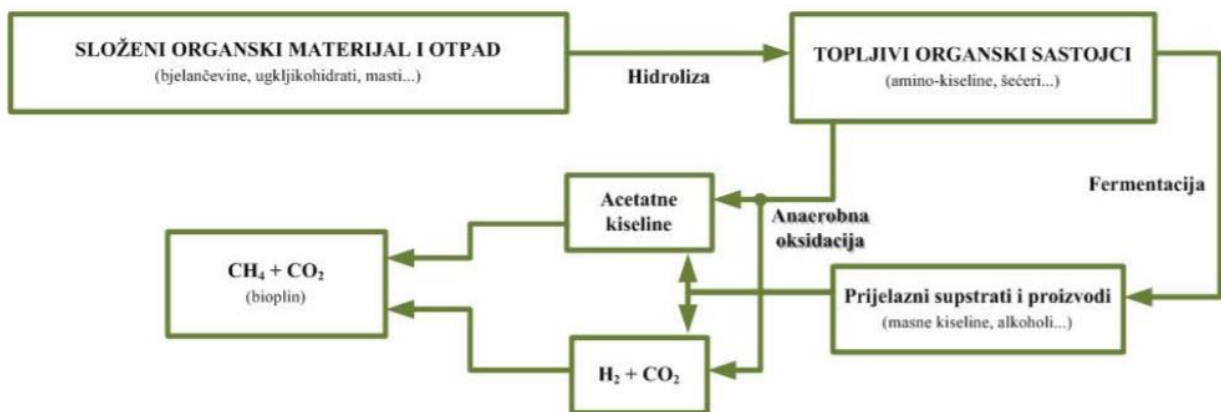 SLOŽENI ORGANSKI MATERIJAL I OTPAD
(bjelančevine, ugkljikohidrati, masti...)
Hidroliza
TOPLJIVI ORGANSKI SASTOJCI
(amino-kiseline, šećeri...)
Fermentacija
Acetatne
kiseline
Anaerobna
oksidacija
CH₄ + CO₂
(bioplin)
Prijelazni supstrati i proizvodi
(masne kiseline, alkoholi...)
H₂ + CO₂